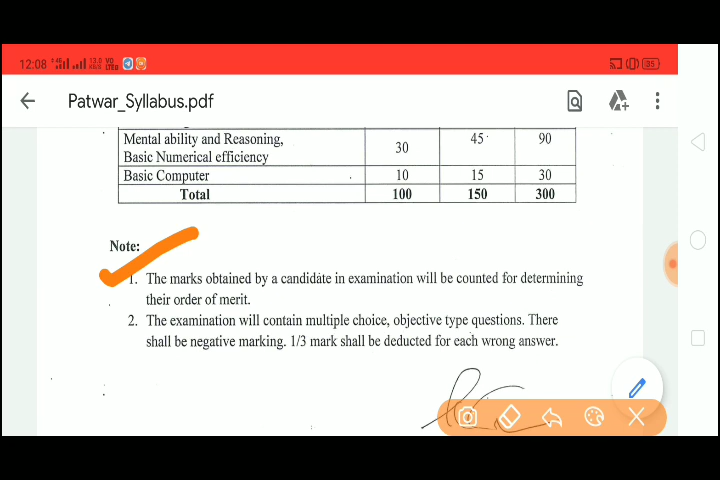 12:08
Patwar_Syllabus.pdf
Mental ability and Reasoning, 30 45 90
Basic Numerical efficiency
Basic Computer 10 15 30
Total 100 150 300
Note:
1. The marks obtained by a candidate in examination will be counted for determining
their order of merit.
2. The examination will contain multiple choice, objective type questions. There
shall be negative marking. 1/3 mark shall be deducted for each wrong answer.